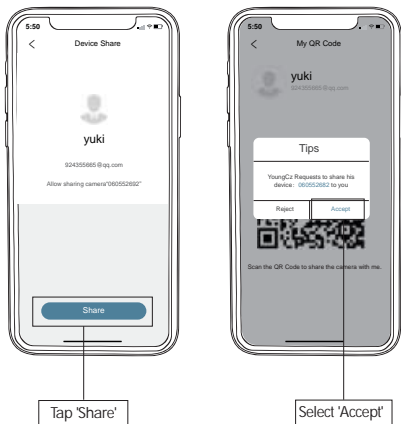 5:50
Device Share
yuki
924355665@qq.com
Allow sharing camera"060552692"
Share
Tap 'Share'
5:50
My QR Code
yuki
924355665@qq.com
Tips
YoungCz Requests to share his
device: 060552682 to you
Reject
Accept
Scan the QR Code to share the camera with me.
Select 'Accept'